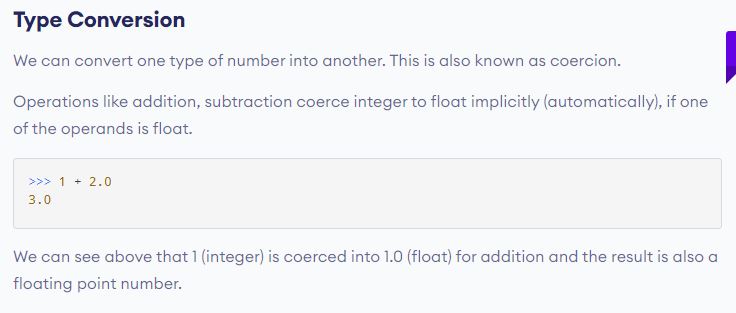 Type Conversion
We can convert one type of number into another. This is also known as coercion.
Operations like addition, subtraction coerce integer to float implicitly (automatically), if one
of the operands is float.
>>> 1 + 2.0
3.0
We can see above that 1 (integer) is coerced into 1.0 (float) for addition and the result is also a
floating point number.